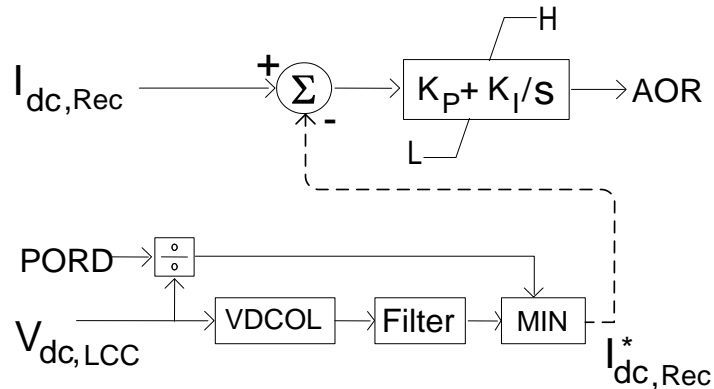 H
I_dc,Rec
+
Σ
-
K_P + K_I/s
AOR
L
PORD
÷
V_dc,LCC
VDCOL
Filter
MIN
I*_dc,Rec